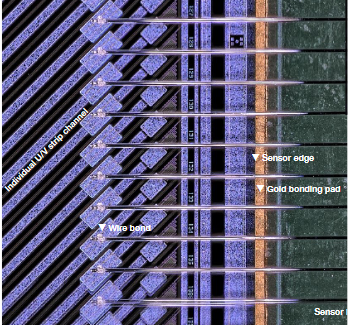 Individual U/V strip channel
Sensor edge
Gold bonding pad
Wire bond
Sensor